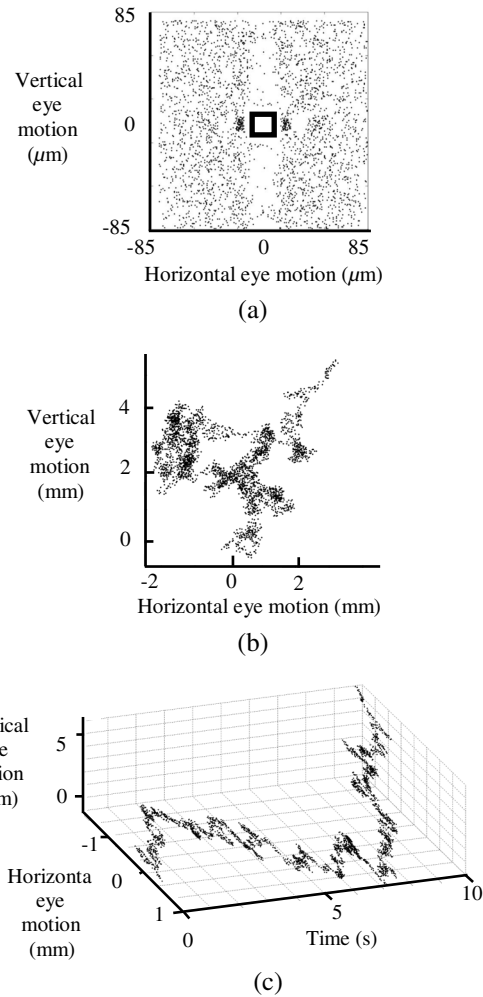 85
Vertical
eye
motion
(µm)
0
-85
-85 0 85
Horizontal eye motion (µm)
(a)
Vertical
eye
motion
(mm)
4
2
0
-2 0 2
Horizontal eye motion (mm)
(b)
ical
e
ion
m)
5
0
-1
0
1
Horizonta
eye
motion
(mm)
0 5 10
Time (s)
(c)